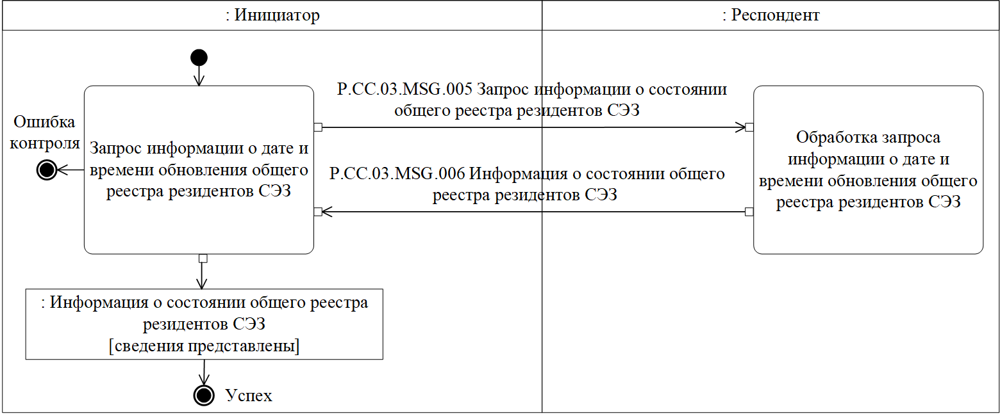 : Инициатор
: Респондент
P.CC.03.MSG.005 Запрос информации о состоянии
общего реестра резидентов СЭЗ
Ошибка
контроля
Запрос информации о дате и
времени обновления общего
реестра резидентов СЭЗ
Обработка запроса
информации о дате и
времени обновления общего
реестра резидентов СЭЗ
P.CC.03.MSG.006 Информация о состоянии общего
реестра резидентов СЭЗ
: Информация о состоянии общего реестра
резидентов СЭЗ
[сведения представлены]
Успех